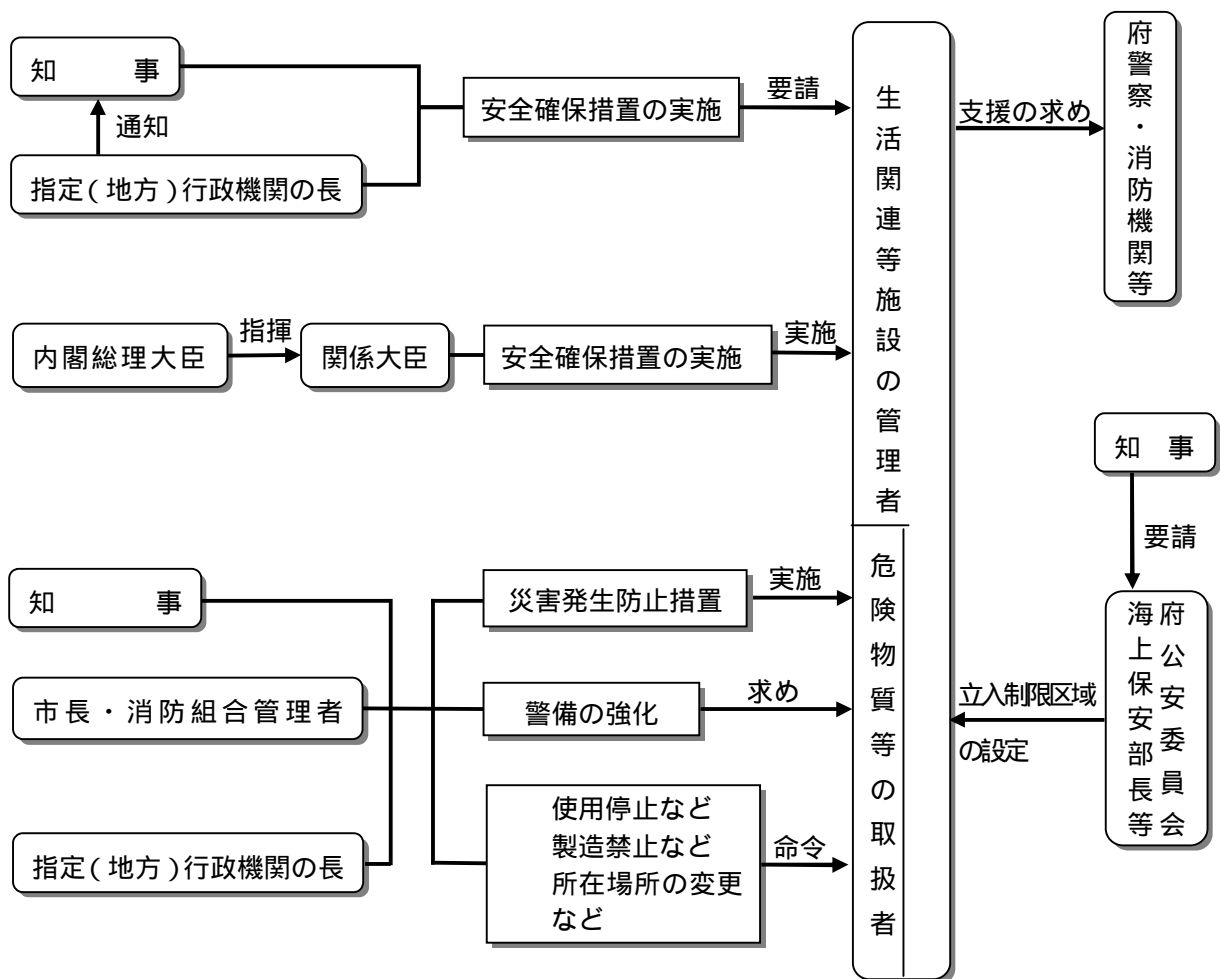 知　　事
通知
指定(地方)行政機関の長
安全確保措置の実施
要請
内閣総理大臣
指揮
関係大臣
安全確保措置の実施
実施
知　　事
市長・消防組合管理者
指定(地方)行政機関の長
災害発生防止措置
実施
警備の強化
求め
使用停止など
製造禁止など
所在場所の変更
など
命令
生活関連等施設の管理者
危険物質等の取扱者
支援の求め
府警察・消防機関等
知　事
要請
府公安委員会
海上保安部長等
立入制限区域
の設定